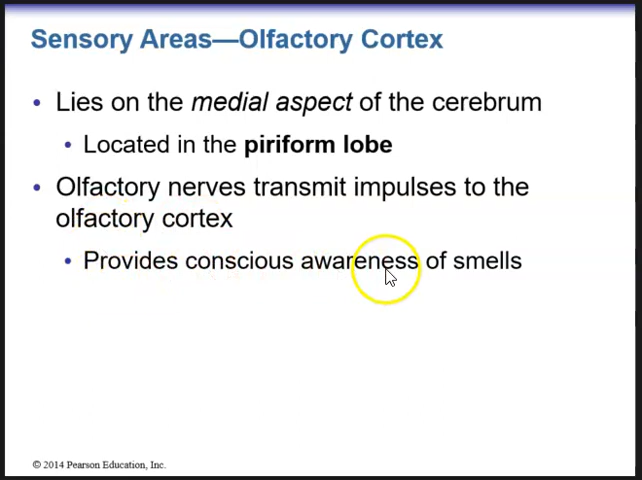 Sensory Areas—Olfactory Cortex
• Lies on the medial aspect of the cerebrum
• Located in the piriform lobe
• Olfactory nerves transmit impulses to the
olfactory cortex
• Provides conscious awareness of smells
© 2014 Pearson Education, Inc.